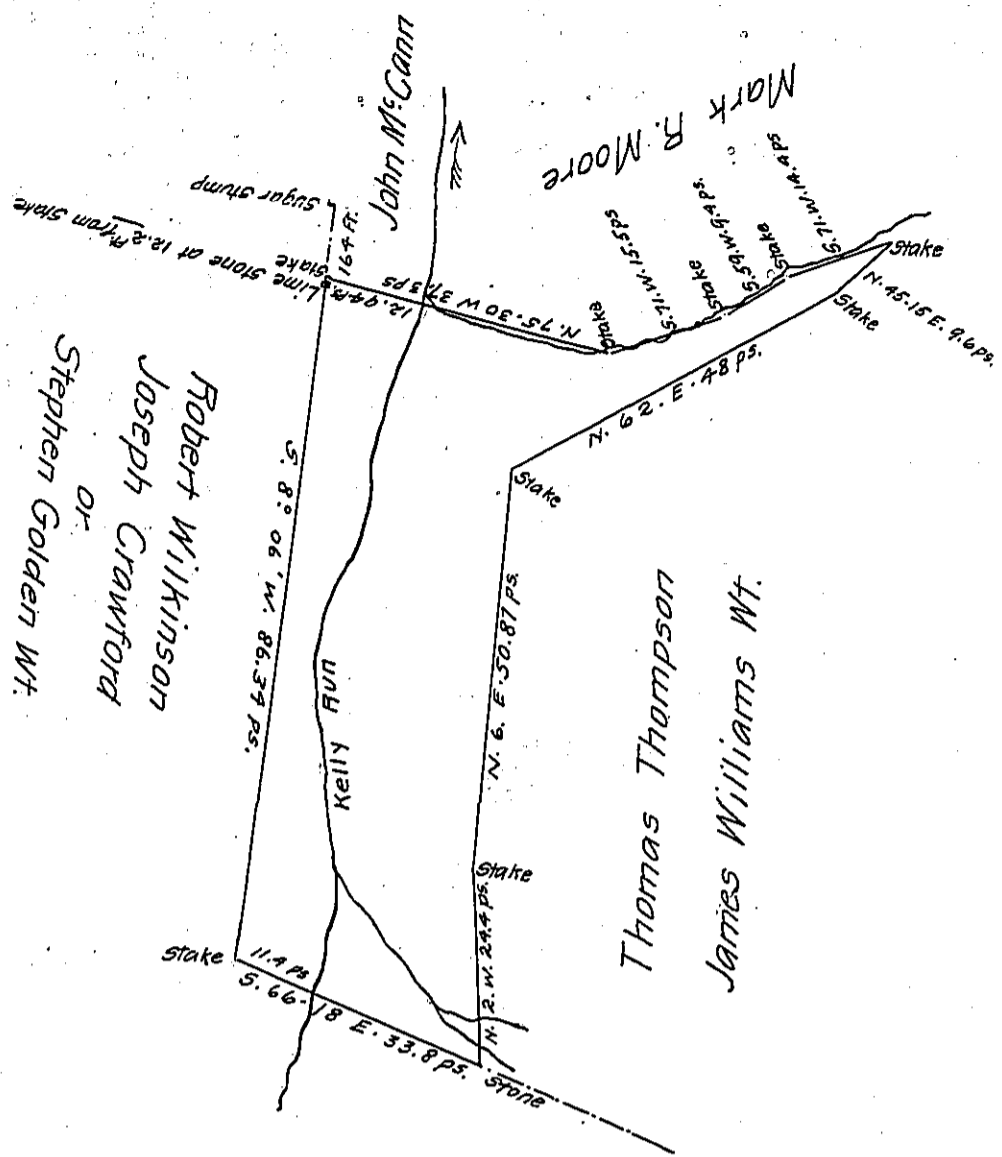 John McCann
Mark R. Moore
Sugar Stump
16.4 Ft.
Stake
Lime stone at 12.2 Ps. from stake
12.94 Ps.
N. 75.30 W 37.3 ps
Stake
S. 71. W. 15.5 ps
Stake
S. 59. W. 9.4 ps.
Stake
S. 71. W. 14.4 ps
Stake
N. 45.15 E. 9.6 ps.
Stake
N. 62. E. 48 ps.
Stake
N. 6. E. 50.87 ps.
Stake
N. 2. W. 24.4 ps.
Stone
S. 66-18 E. 33.8 ps.
11.4 ps
Stake
S. 8° 06' W. 86.39 ps.
Kelly Run
Robert Wilkinson
Joseph Crawford
or
Stephen Golden Wt.
Thomas Thompson
James Williams Wt.